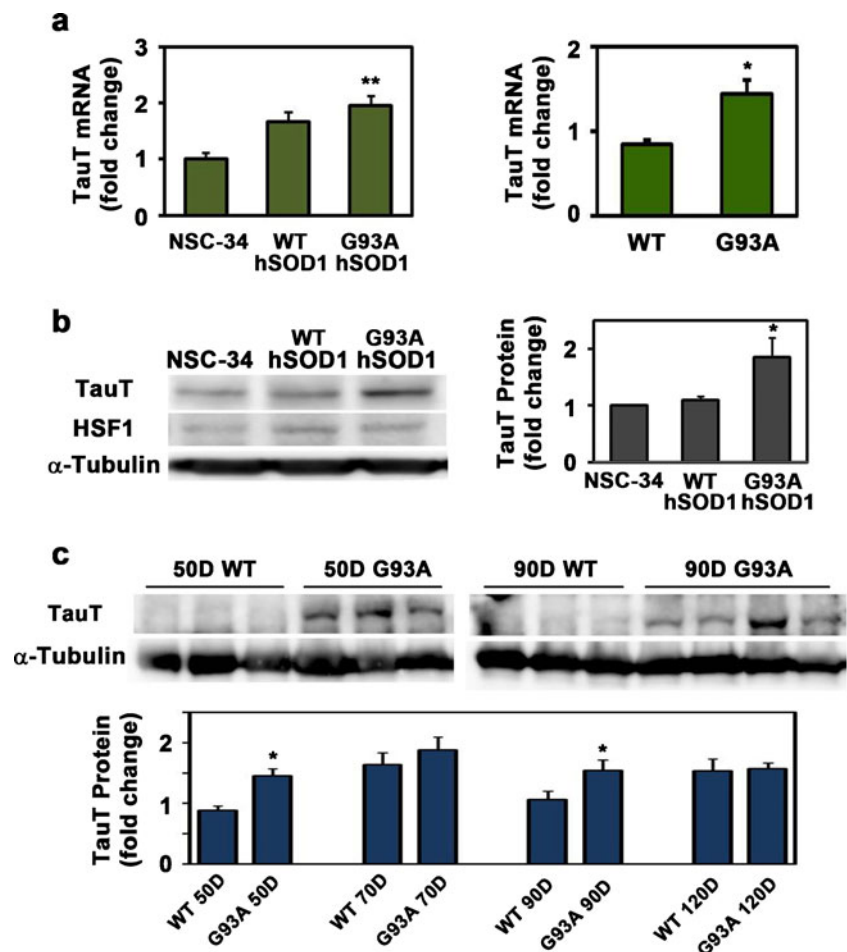 a
TauT mRNA
(fold change)
3
2
1
0
**
NSC-34
WT
hSOD1
G93A
hSOD1
TauT mRNA
(fold change)
2
1
0
*
WT
G93A
b
NSC-34
WT
hSOD1
G93A
hSOD1
TauT
HSF1
α-Tubulin
TauT Protein
(fold change)
2
1
0
*
NSC-34
WT
hSOD1
G93A
hSOD1
c
50D WT
50D G93A
90D WT
90D G93A
TauT
α-Tubulin
TauT Protein
(fold change)
2
1
0
*
*
WT 50D
G93A 50D
WT 70D
G93A 70D
WT 90D
G93A 90D
WT 120D
G93A 120D